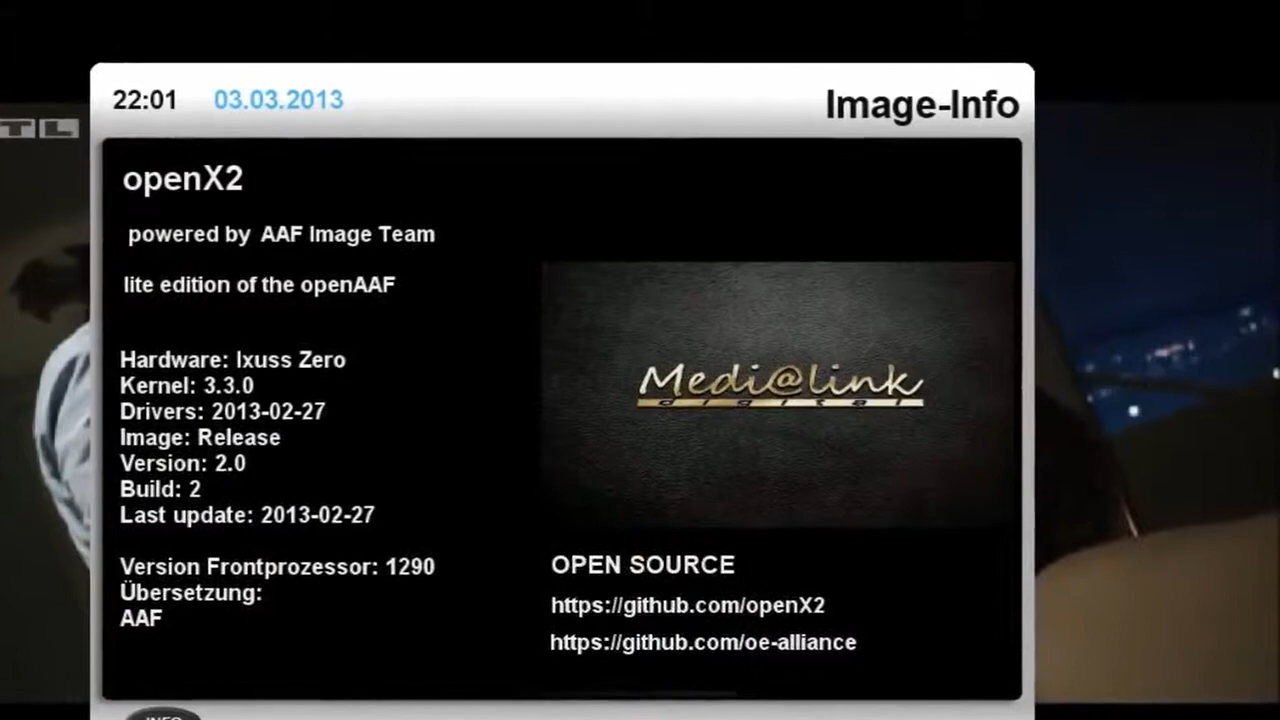 22:01 03.03.2013 Image-Info
TL
openX2
powered by AAF Image Team
lite edition of the openAAF
Hardware: Ixuss Zero
Kernel: 3.3.0
Drivers: 2013-02-27
Image: Release
Version: 2.0
Build: 2
Last update: 2013-02-27
Version Frontprozessor: 1290
Übersetzung:
AAF
Medi@link
digital
OPEN SOURCE
https://github.com/openX2
https://github.com/oe-alliance
INFO